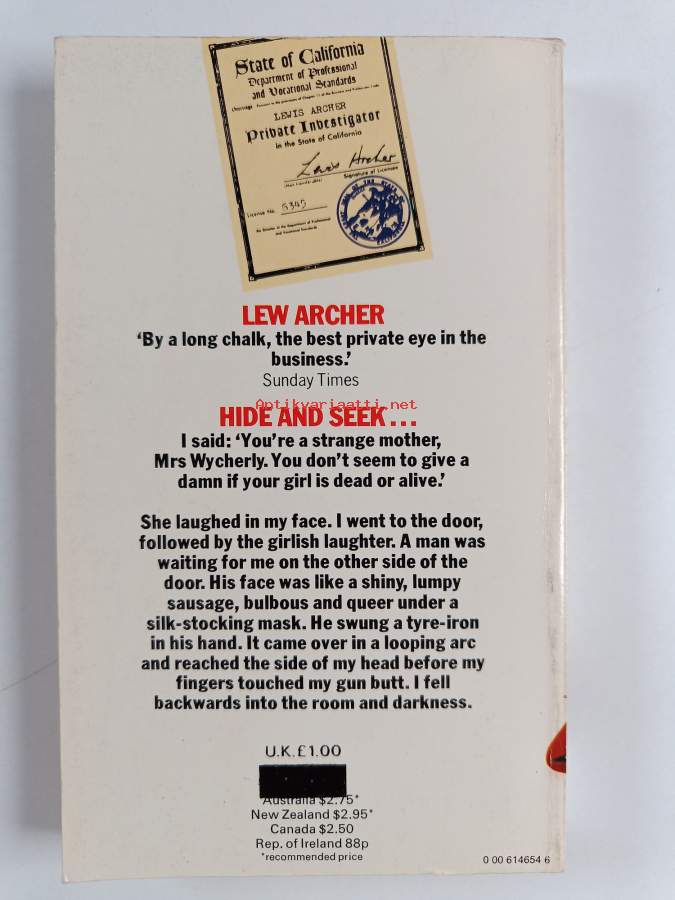 State of California
Department of Professional
and Vocational Standards
LEWIS ARCHER
Private Investigator
in the State of California
Lewis Archer
Signature of Licensee
License No. 6345
LEW ARCHER
‘By a long chalk, the best private eye in the
business.’
Sunday Times
Antikvariaatti.net
HIDE AND SEEK...
I said: ‘You’re a strange mother,
Mrs Wycherly. You don’t seem to give a
damn if your girl is dead or alive.’
She laughed in my face. I went to the door,
followed by the girlish laughter. A man was
waiting for me on the other side of the
door. His face was like a shiny, lumpy
sausage, bulbous and queer under a
silk-stocking mask. He swung a tyre-iron
in his hand. It came over in a looping arc
and reached the side of my head before my
fingers touched my gun butt. I fell
backwards into the room and darkness.
U.K. £1.00
Australia $2.75*
New Zealand $2.95*
Canada $2.50
Rep. of Ireland 88p
*recommended price
0 00 614654 6